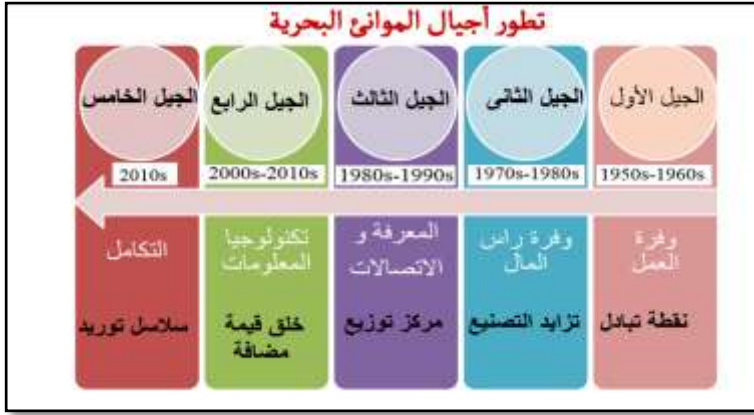 تطور أجيال الموانئ البحرية
الجيل الأول
الجيل الثانى
الجيل الثالث
الجيل الرابع
الجيل الخامس
1950s-1960s
1970s-1980s
1980s-1990s
2000s-2010s
2010s
وفرة
العمل
وفرة راس
المال
المعرفة و
الاتصالات
تكنولوجيا
المعلومات
التكامل
نقطة تبادل
تزايد التصنيع
مركز توزيع
خلق قيمة
مضافة
سلاسل توريد